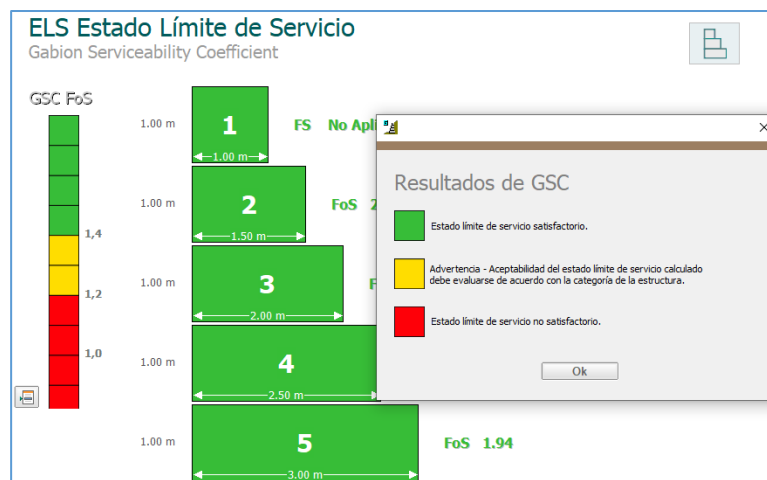 ELS Estado Límite de Servicio
Gabion Serviceability Coefficient
GSC FoS
1,4
1,2
1,0
1.00 m
1
1.00 m
FS No Apli
1.00 m
2
1.50 m
FoS 2
1.00 m
3
2.00 m
F
1.00 m
4
2.50 m
1.00 m
5
3.00 m
FoS 1.94
Resultados de GSC
Estado límite de servicio satisfactorio.
Advertencia - Aceptabilidad del estado límite de servicio calculado
debe evaluarse de acuerdo con la categoría de la estructura.
Estado límite de servicio no satisfactorio.
Ok